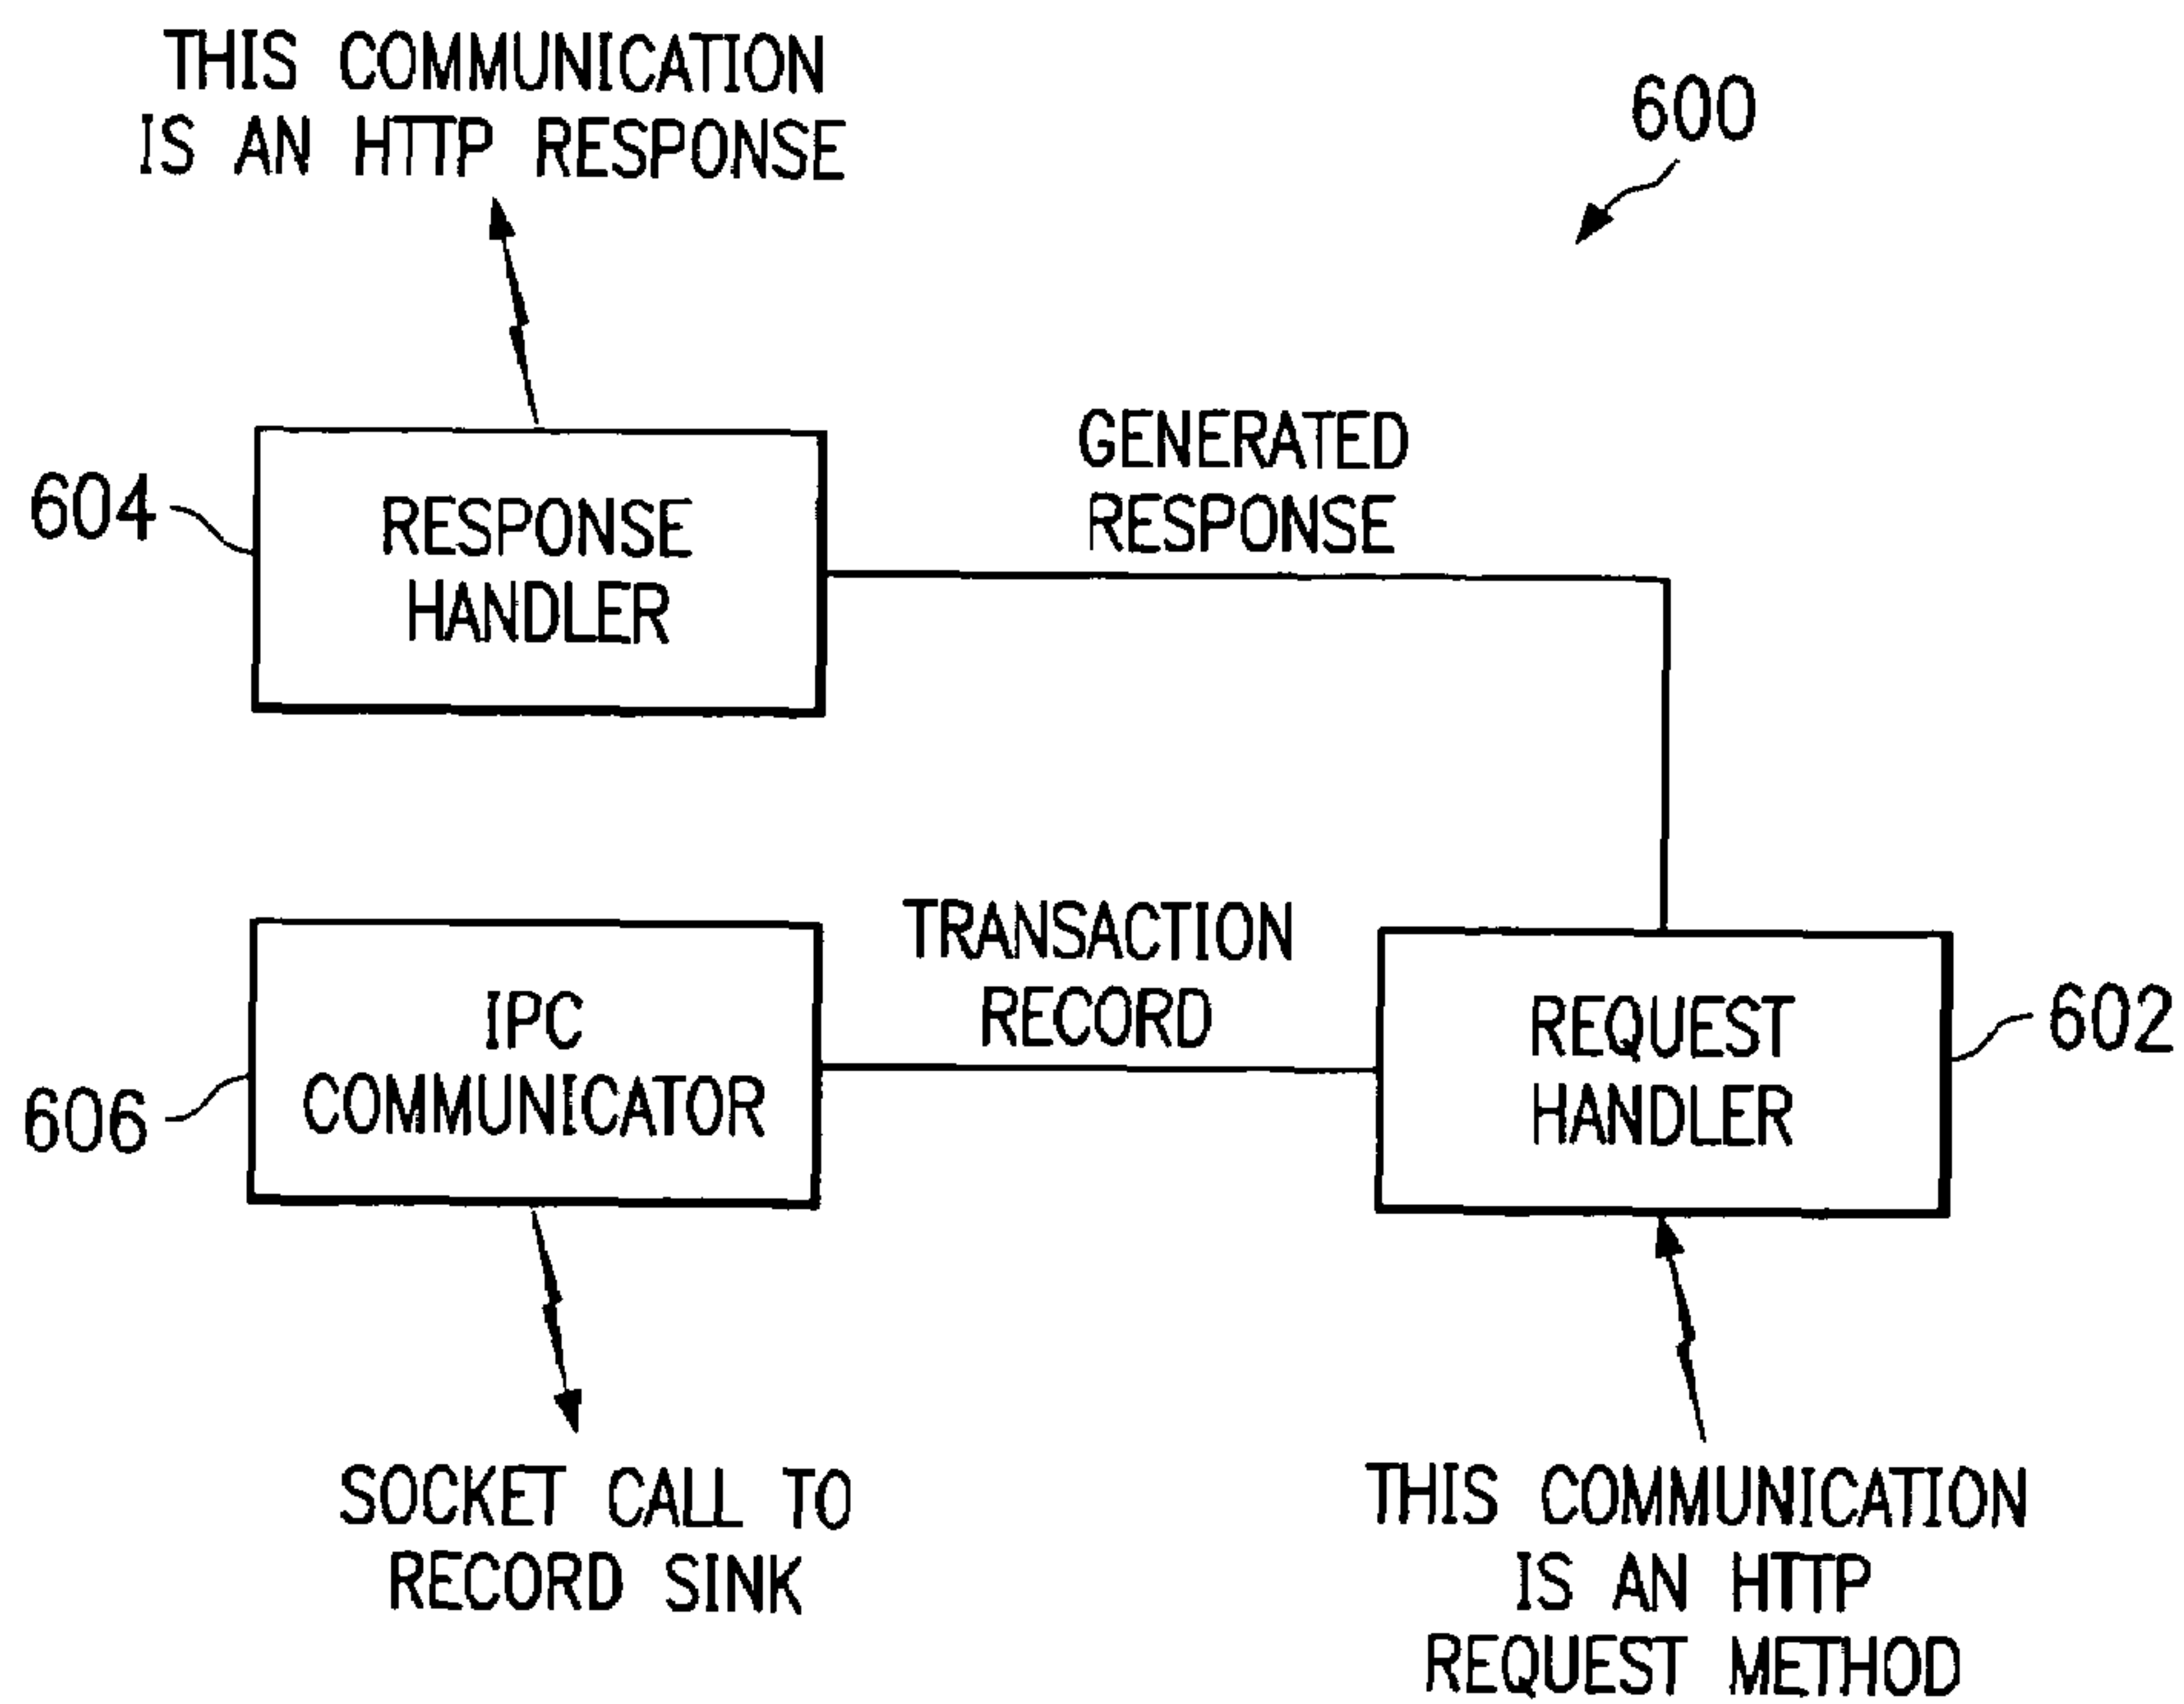 THIS COMMUNICATION
IS AN HTTP RESPONSE
600
GENERATED
RESPONSE
604
RESPONSE
HANDLER
TRANSACTION
RECORD
IPC
COMMUNICATOR
606
REQUEST
HANDLER
602
SOCKET CALL TO
RECORD SINK
THIS COMMUNICATION
IS AN HTTP
REQUEST METHOD